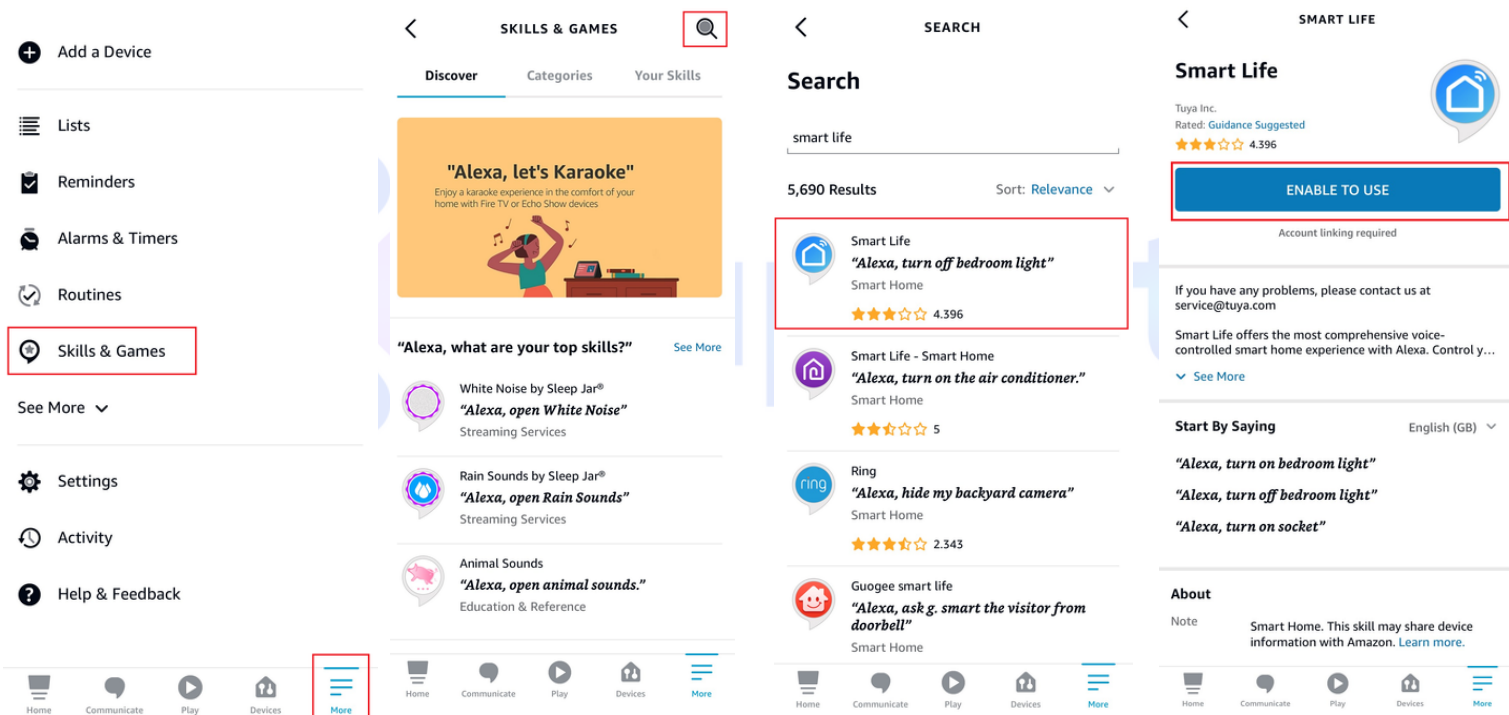 Add a Device
Lists
Reminders
Alarms & Timers
Routines
Skills & Games
See More
Settings
Activity
Help & Feedback
Home
Communicate
Play
Devices
More
SKILLS & GAMES
Discover
Categories
Your Skills
"Alexa, let's Karaoke"
Enjoy a karaoke experience in the comfort of your
home with Fire TV or Echo Show devices
“Alexa, what are your top skills?”
See More
White Noise by Sleep Jar®
“Alexa, open White Noise”
Streaming Services
Rain Sounds by Sleep Jar®
“Alexa, open Rain Sounds”
Streaming Services
Animal Sounds
“Alexa, open animal sounds.”
Education & Reference
Home
Communicate
Play
Devices
More
SEARCH
Search
smart life
5,690 Results
Sort: Relevance
Smart Life
“Alexa, turn off bedroom light”
Smart Home
4.396
Smart Life - Smart Home
“Alexa, turn on the air conditioner.”
Smart Home
5
ring
Ring
“Alexa, hide my backyard camera”
Smart Home
2.343
Guogee smart life
“Alexa, ask g. smart the visitor from
doorbell”
Smart Home
Home
Communicate
Play
Devices
More
SMART LIFE
Smart Life
Tuya Inc.
Rated: Guidance Suggested
4.396
ENABLE TO USE
Account linking required
If you have any problems, please contact us at
service@tuya.com
Smart Life offers the most comprehensive voice-
controlled smart home experience with Alexa. Control y...
See More
Start By Saying
English (GB)
“Alexa, turn on bedroom light”
“Alexa, turn off bedroom light”
“Alexa, turn on socket”
About
Note
Smart Home. This skill may share device
information with Amazon. Learn more.
Home
Communicate
Play
Devices
More